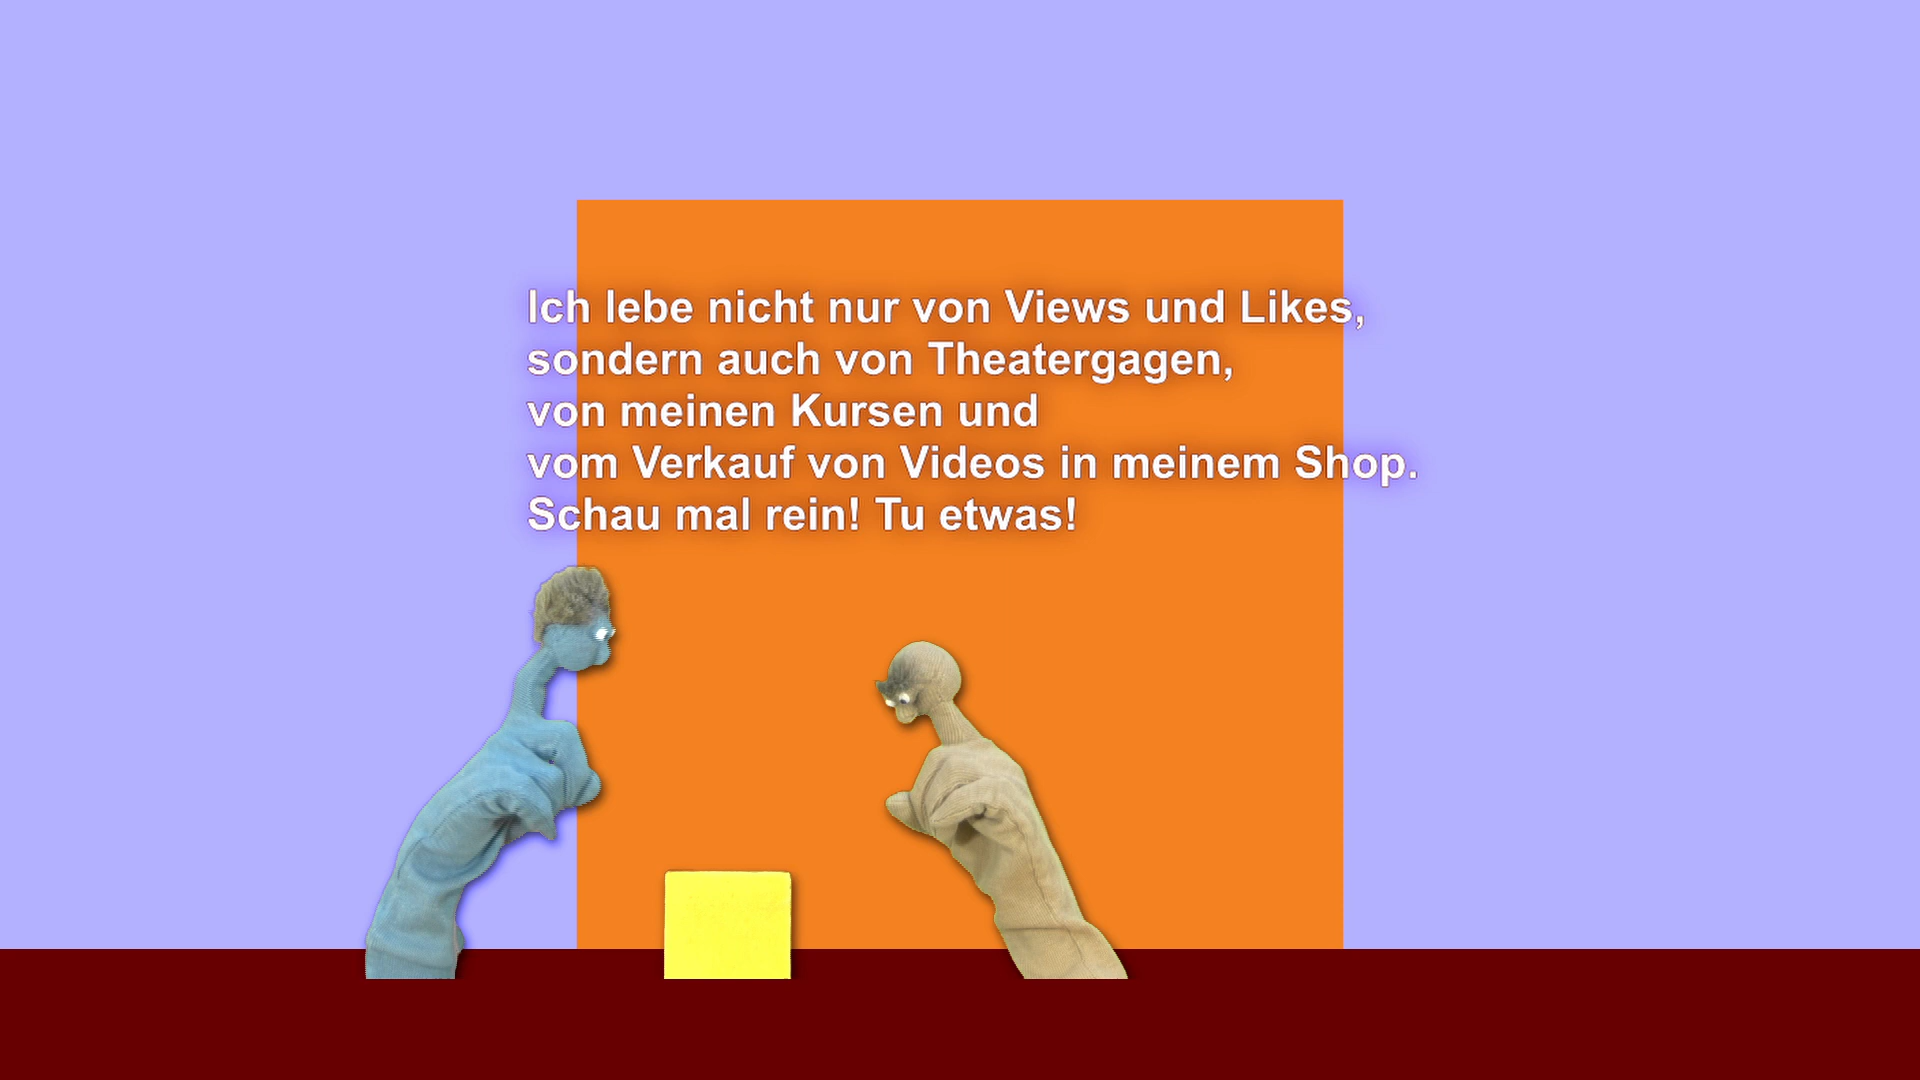 Ich lebe nicht nur von Views und Likes,
sondern auch von Theatergagen,
von meinen Kursen und
vom Verkauf von Videos in meinem Shop.
Schau mal rein! Tu etwas!